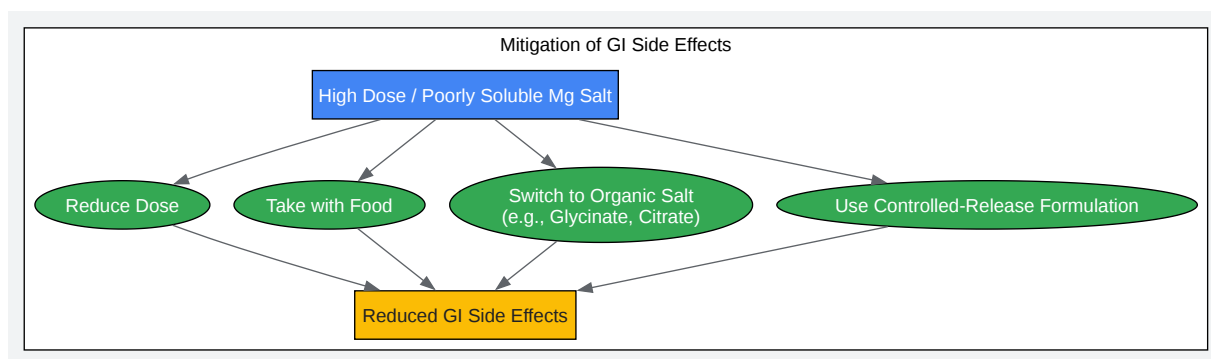 Mitigation of GI Side Effects
High Dose / Poorly Soluble Mg Salt
Reduce Dose
Take with Food
Switch to Organic Salt
(e.g., Glycinate, Citrate)
Use Controlled-Release Formulation
Reduced GI Side Effects